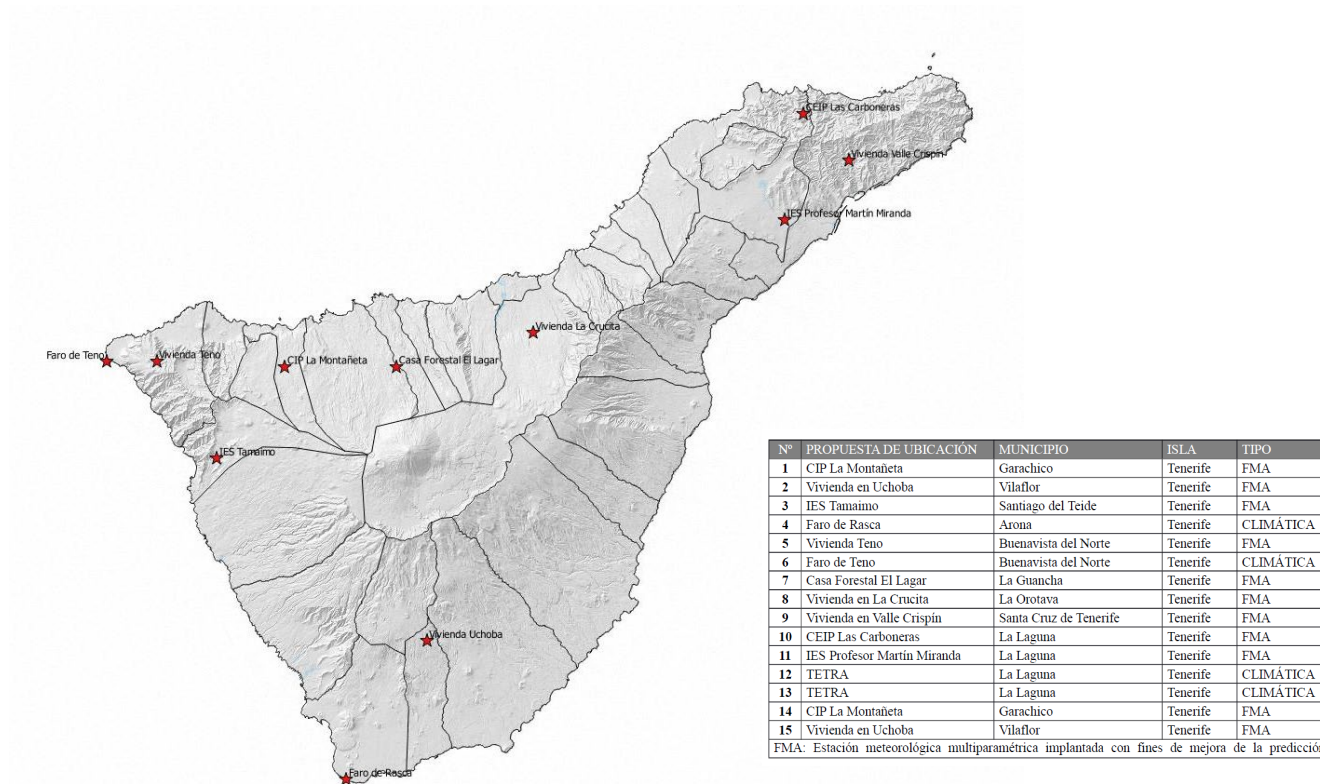 CEIP Las Carboneras
Vivienda Valle Crispín
IES Profesor Martín Miranda
Vivienda La Crucita
Faro de Teno
Vivienda Teno
CIP La Montañeta
Casa Forestal El Lagar
IES Tamaimo
Vivienda Uchoba
Faro de Rasca
Nº PROPUESTA DE UBICACIÓN MUNICIPIO ISLA TIPO
1 CIP La Montañeta Garachico Tenerife FMA
2 Vivienda en Uchoba Vilaflor Tenerife FMA
3 IES Tamaimo Santiago del Teide Tenerife FMA
4 Faro de Rasca Arona Tenerife CLIMÁTICA
5 Vivienda Teno Buenavista del Norte Tenerife FMA
6 Faro de Teno Buenavista del Norte Tenerife CLIMÁTICA
7 Casa Forestal El Lagar La Guancha Tenerife FMA
8 Vivienda en La Crucita La Orotava Tenerife FMA
9 Vivienda en Valle Crispín Santa Cruz de Tenerife Tenerife FMA
10 CEIP Las Carboneras La Laguna Tenerife FMA
11 IES Profesor Martín Miranda La Laguna Tenerife FMA
12 TETRA La Laguna Tenerife CLIMÁTICA
13 TETRA La Laguna Tenerife CLIMÁTICA
14 CIP La Montañeta Garachico Tenerife FMA
15 Vivienda en Uchoba Vilaflor Tenerife FMA
FMA: Estación meteorológica multiparamétrica implantada con fines de mejora de la predicción